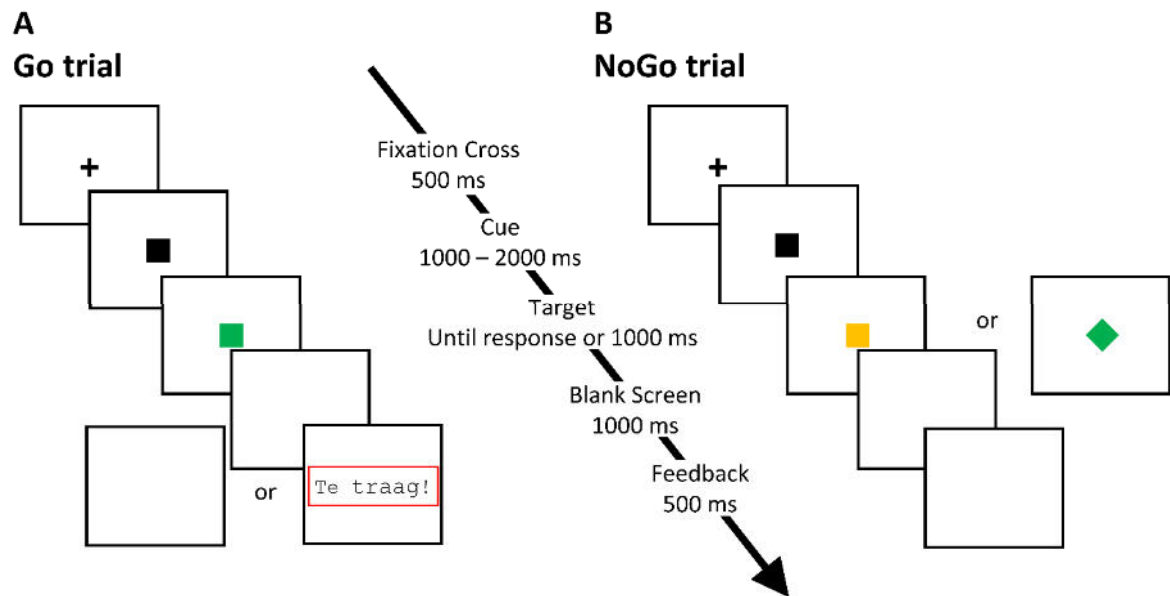 A
Go trial
Fixation Cross
500 ms
Cue
1000 – 2000 ms
Target
Until response or 1000 ms
Blank Screen
1000 ms
Feedback
500 ms
or
Te traag!
B
NoGo trial
or